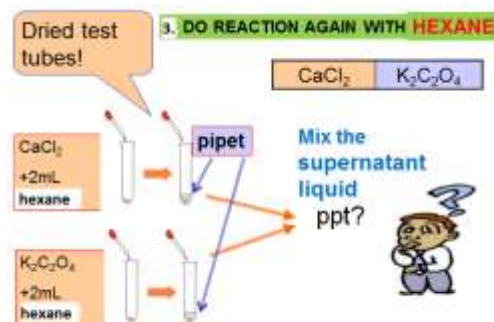 Dried test
tubes!
3. DO REACTION AGAIN WITH HEXANE
CaCl₂ K₂C₂O₄
CaCl₂
+2mL
hexane
pipet
Mix the
supernatant
liquid
ppt?
K₂C₂O₄
+2mL
hexane